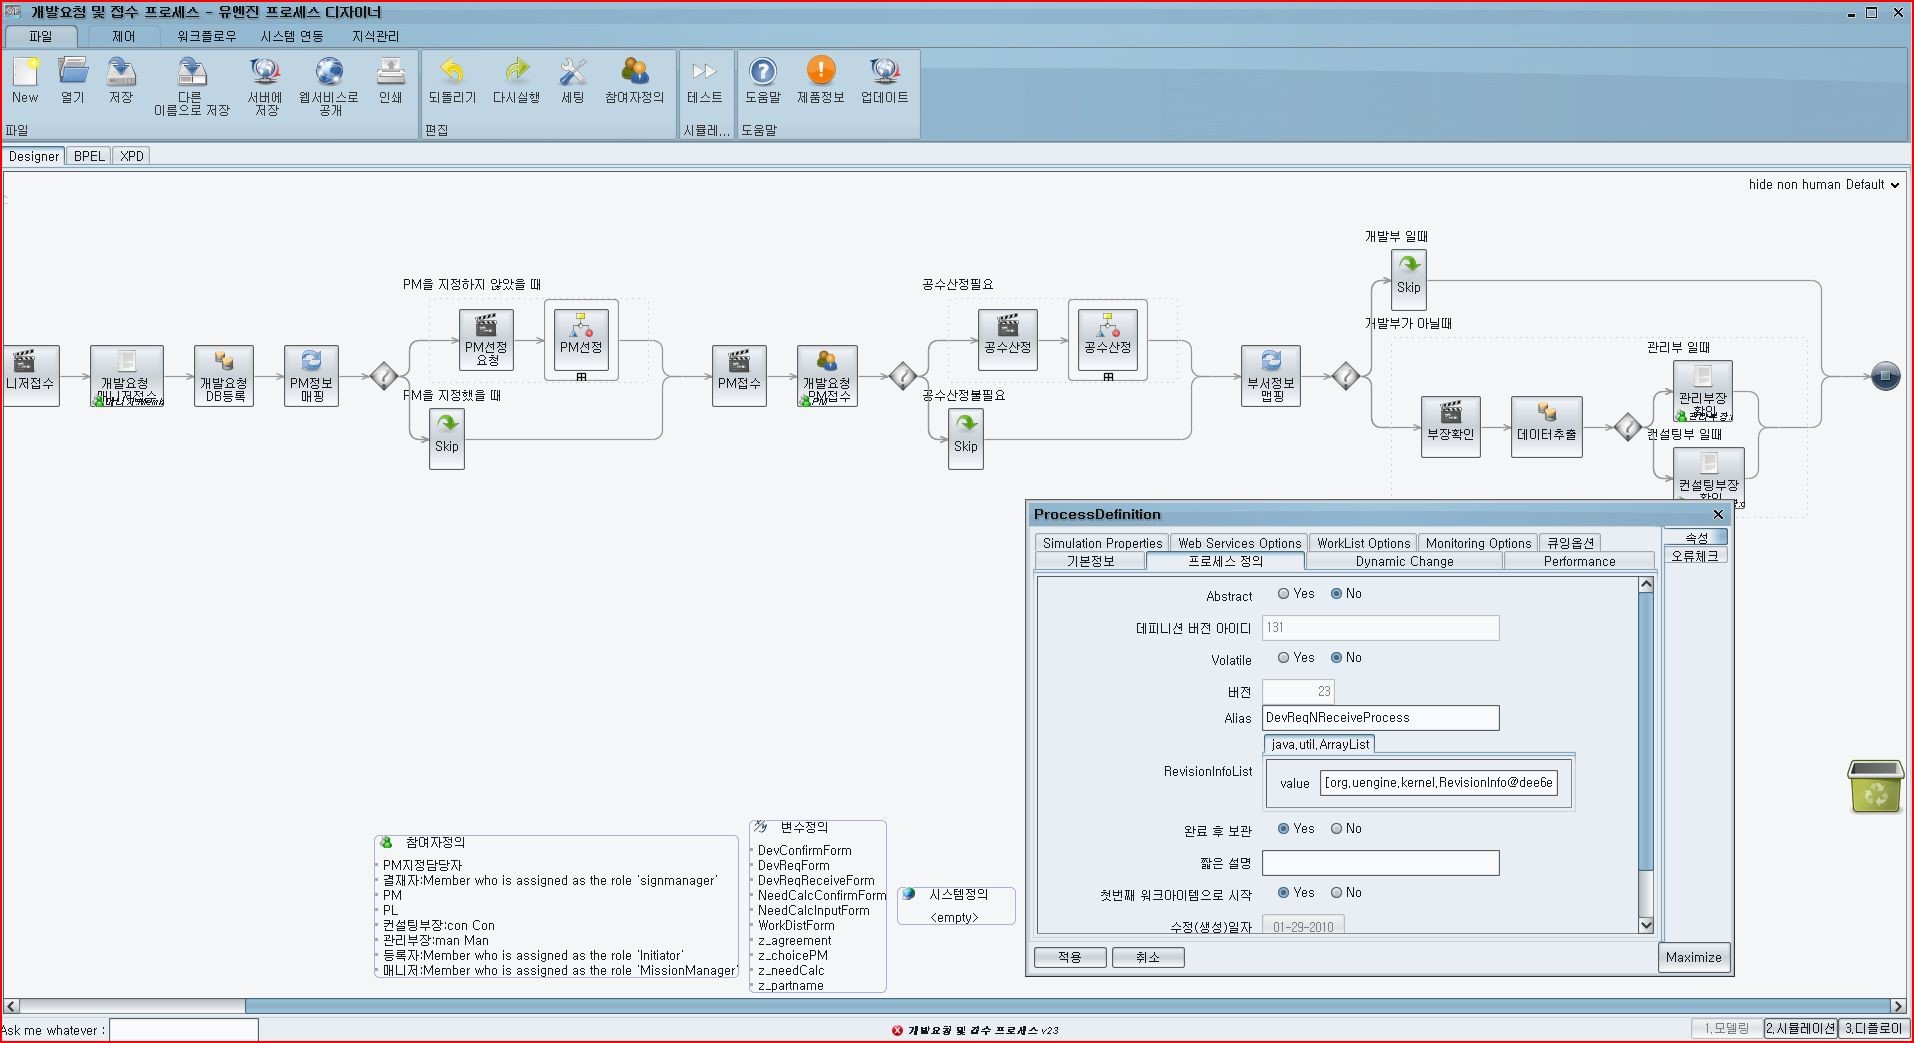 개발요청 및 접수 프로세스 - 유엔진 프로세스 디자이너
파일 제어 워크플로우 시스템 연동 지식관리
New 열기 저장 다른 이름으로 저장 서버에 저장 웹서비스로 공개 인쇄
파일
되돌리기 다시실행 세팅 참여자정의
편집
테스트
시뮬레...
도움말 제품정보 업데이트
도움말
Designer BPEL XPD
hide non human Default
니저접수
개발요청
개발요청
DB등록
PM정보
매핑
PM을 지정하지 않았을 때
PM선정
요청
PM선정
PM을 지정했을 때
Skip
PM접수
개발요청
PM접수
PM
공수산정필요
공수산정
공수산정
공수산정불필요
Skip
부서정보
맵핑
개발부 일때
Skip
개발부가 아닐때
부장확인
데이터추출
관리부 일때
관리부장
확인
컨설팅부 일때
컨설팅부장
확인
참여자정의
PM지정담당자
결재자:Member who is assigned as the role 'signmanager'
PM
PL
컨설팅부장:con Con
관리부장:man Man
등록자:Member who is assigned as the role 'Initiator'
매니저:Member who is assigned as the role 'MissionManager'
변수정의
DevConfirmForm
DevReqForm
DevReqReceiveForm
NeedCalcConfirmForm
NeedCalcInputForm
WorkDistForm
z_agreement
z_choicePM
z_needCalc
z_partname
시스템정의
<empty>
ProcessDefinition
Simulation Properties Web Services Options WorkList Options Monitoring Options 큐잉옵션
기본정보 프로세스 정의 Dynamic Change Performance
속성
오류체크
Abstract Yes No
데피니션 버전 아이디 131
Volatile Yes No
버전 23
Alias DevReqNReceiveProcess
java.util.ArrayList
RevisionInfoList value [org.uengine.kernel.RevisionInfo@dee6e
완료 후 보관 Yes No
짧은 설명
첫번째 워크아이템으로 시작 Yes No
수정(생성)일자 01-29-2010
적용 취소 Maximize
Ask me whatever :
개발요청 및 접수 프로세스 v23
1.모델링 2.시뮬레이션 3.디플로이